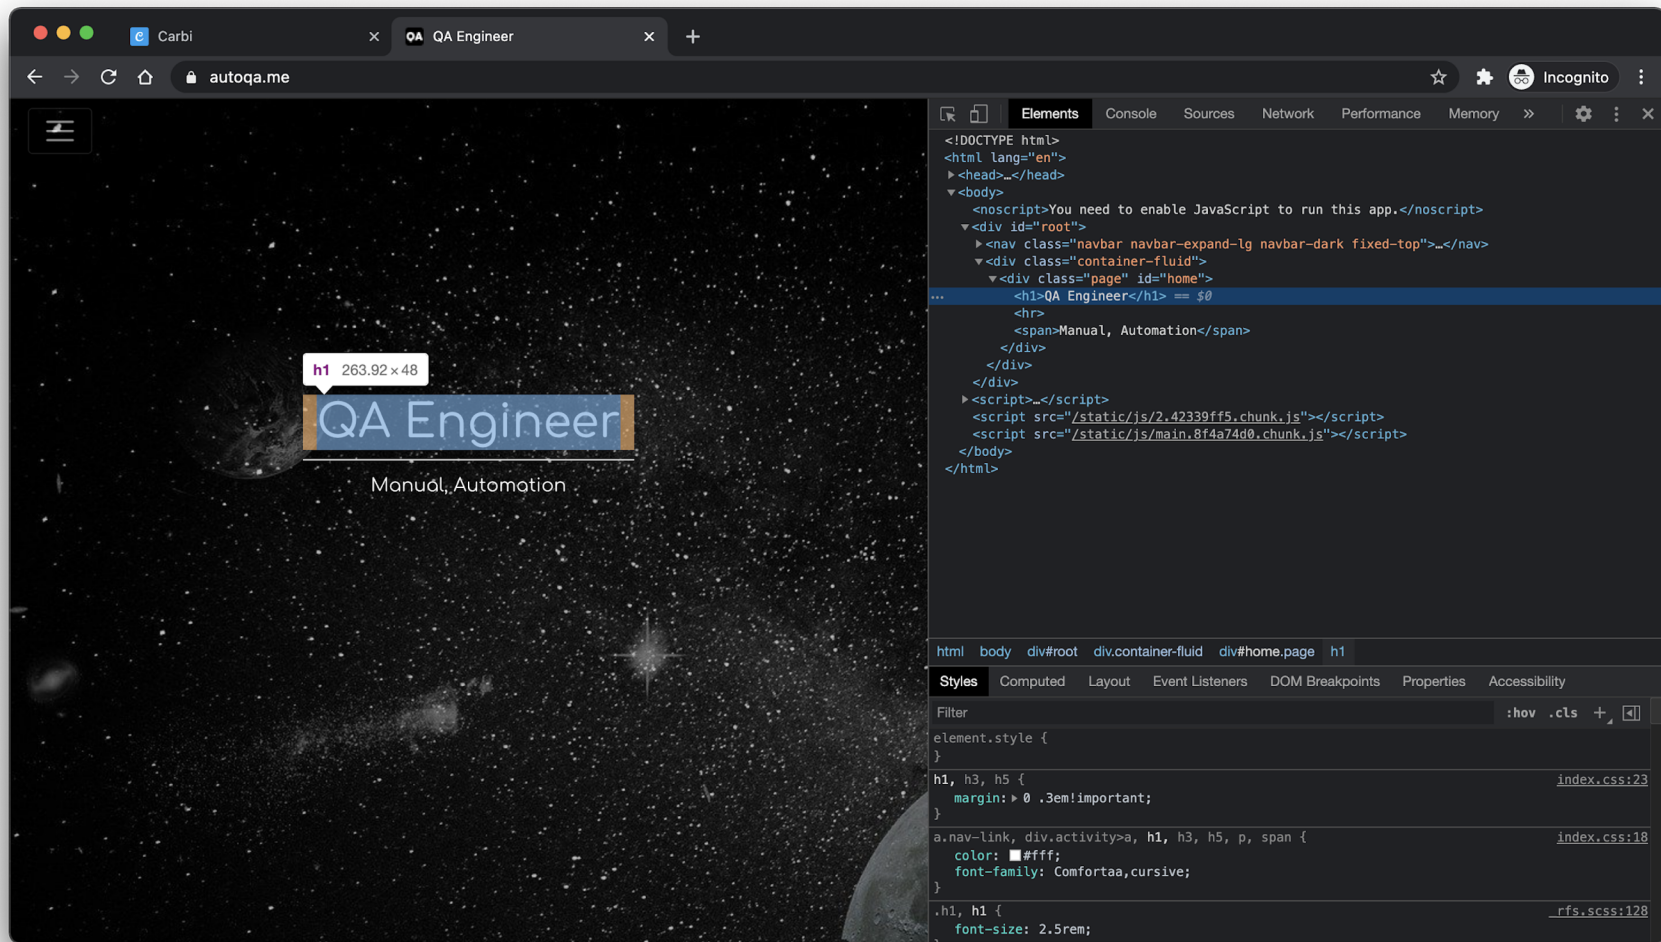 Carbi
QA QA Engineer
autoqa.me
Incognito
Elements Console Sources Network Performance Memory
<!DOCTYPE html>
<html lang="en">
<head>…</head>
<body>
<noscript>You need to enable JavaScript to run this app.</noscript>
<div id="root">
<nav class="navbar navbar-expand-lg navbar-dark fixed-top">…</nav>
<div class="container-fluid">
<div class="page" id="home">
<h1>QA Engineer</h1> == $0
<hr>
<span>Manual, Automation</span>
</div>
</div>
</div>
<script>…</script>
<script src="/static/js/2.42339ff5.chunk.js"></script>
<script src="/static/js/main.8f4a74d0.chunk.js"></script>
</body>
</html>
h1 263.92 × 48
QA Engineer
Manual, Automation
html body div#root div.container-fluid div#home.page h1
Styles Computed Layout Event Listeners DOM Breakpoints Properties Accessibility
Filter :hov .cls
element.style {
}
h1, h3, h5 { index.css:23
margin: 0 .3em!important;
}
a.nav-link, div.activity>a, h1, h3, h5, p, span { index.css:18
color: #fff;
font-family: Comfortaa,cursive;
}
.h1, h1 { _rfs.scss:128
font-size: 2.5rem;